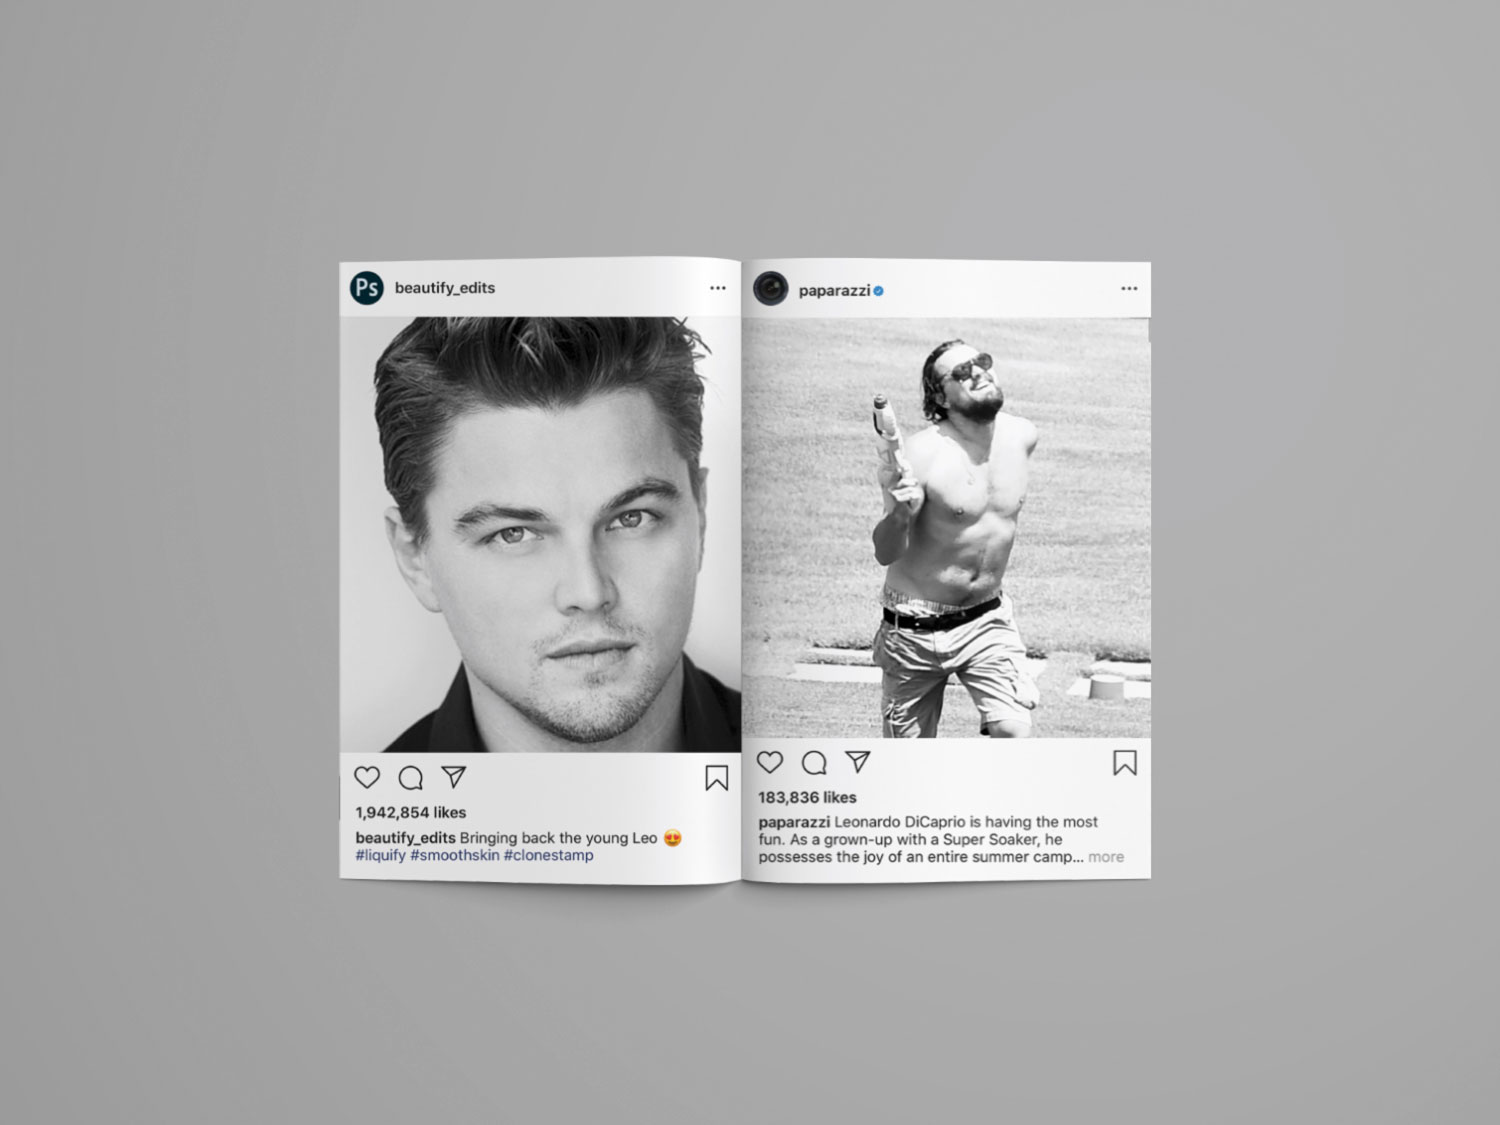 Ps
beautify_edits
1,942,854 likes
beautify_edits Bringing back the young Leo 😍
#liquify #smoothskin #clonestamp
paparazzi
183,836 likes
paparazzi Leonardo DiCaprio is having the most
fun. As a grown-up with a Super Soaker, he
possesses the joy of an entire summer camp... more